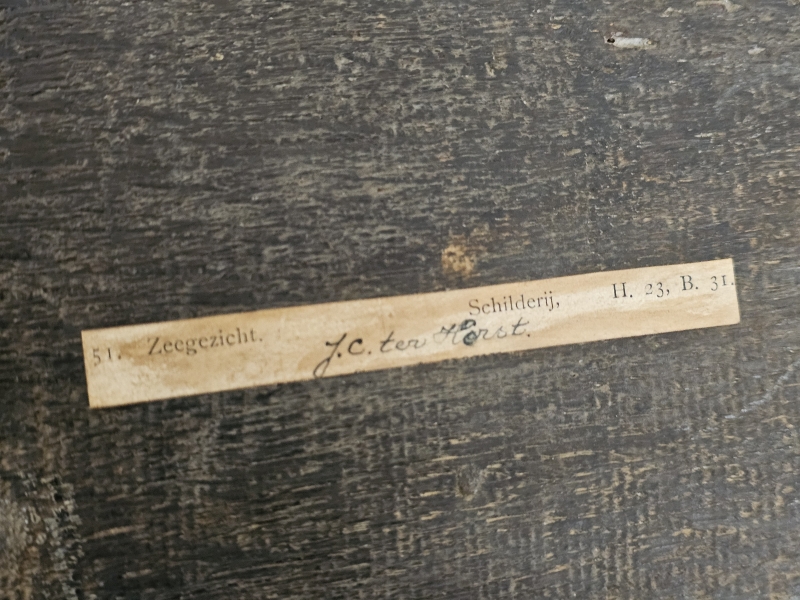 51. Zeegezicht. Schilderij, H. 23, B. 31.
J.C. ter Horst.